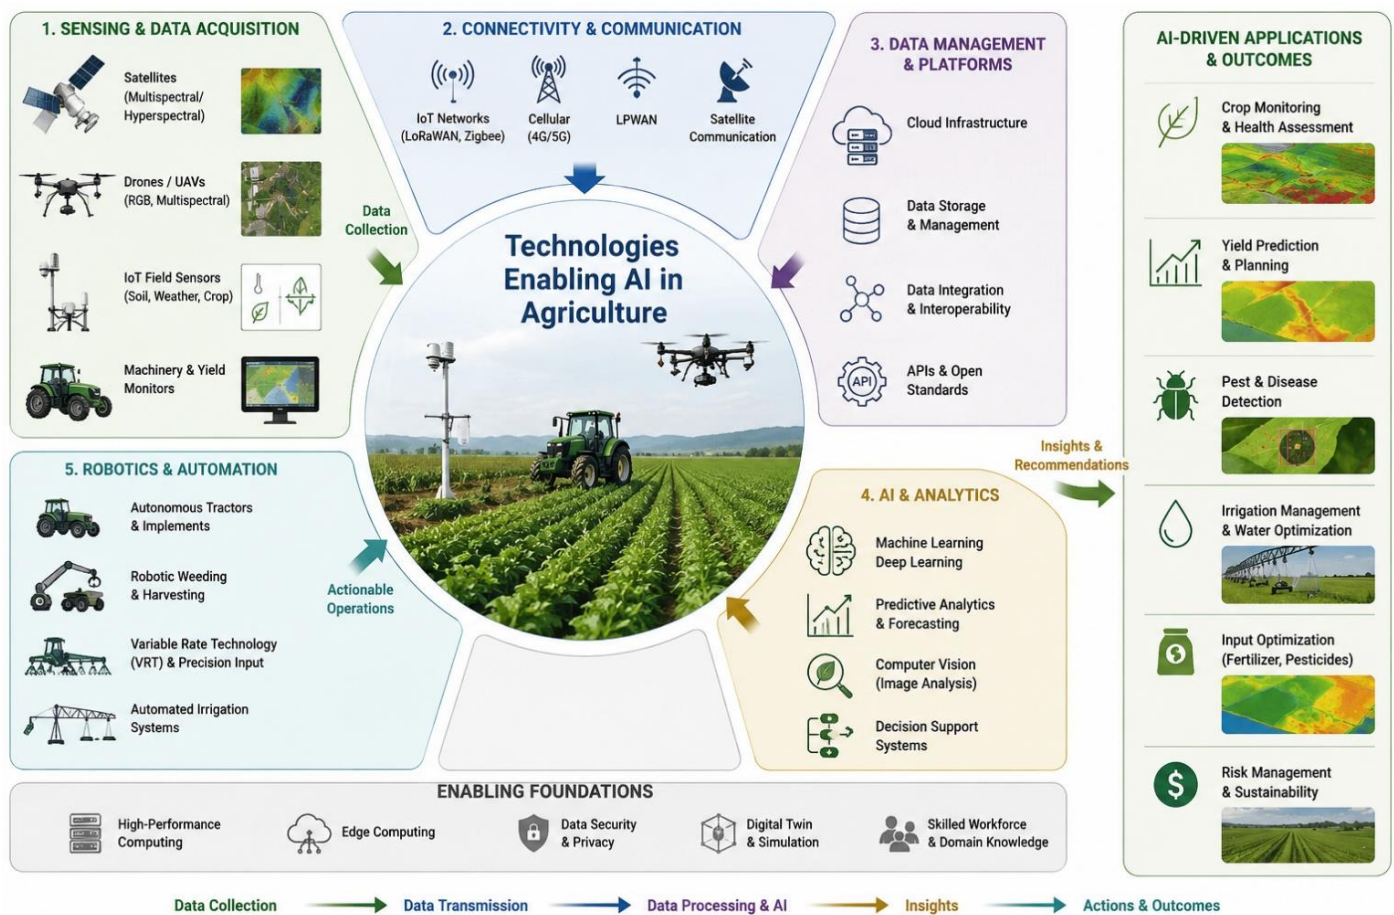 1. SENSING & DATA ACQUISITION
Satellites
(Multispectral/
Hyperspectral)
Drones / UAVs
(RGB, Multispectral)
IoT Field Sensors
(Soil, Weather, Crop)
Machinery & Yield
Monitors
Data
Collection
2. CONNECTIVITY & COMMUNICATION
IoT Networks
(LoRaWAN, Zigbee)
Cellular
(4G/5G)
LPWAN
Satellite
Communication
3. DATA MANAGEMENT
& PLATFORMS
Cloud Infrastructure
Data Storage
& Management
Data Integration
& Interoperability
API
APIs & Open
Standards
Technologies
Enabling AI in
Agriculture
4. AI & ANALYTICS
Machine Learning
Deep Learning
Predictive Analytics
& Forecasting
Computer Vision
(Image Analysis)
Decision Support
Systems
Insights &
Recommendations
5. ROBOTICS & AUTOMATION
Autonomous Tractors
& Implements
Robotic Weeding
& Harvesting
Variable Rate Technology
(VRT) & Precision Input
Automated Irrigation
Systems
Actionable
Operations
AI-DRIVEN APPLICATIONS
& OUTCOMES
Crop Monitoring
& Health Assessment
Yield Prediction
& Planning
Pest & Disease
Detection
Irrigation Management
& Water Optimization
Input Optimization
(Fertilizer, Pesticides)
$
Risk Management
& Sustainability
ENABLING FOUNDATIONS
High-Performance
Computing
Edge Computing
Data Security
& Privacy
Digital Twin
& Simulation
Skilled Workforce
& Domain Knowledge
Data Collection
Data Transmission
Data Processing & AI
Insights
Actions & Outcomes